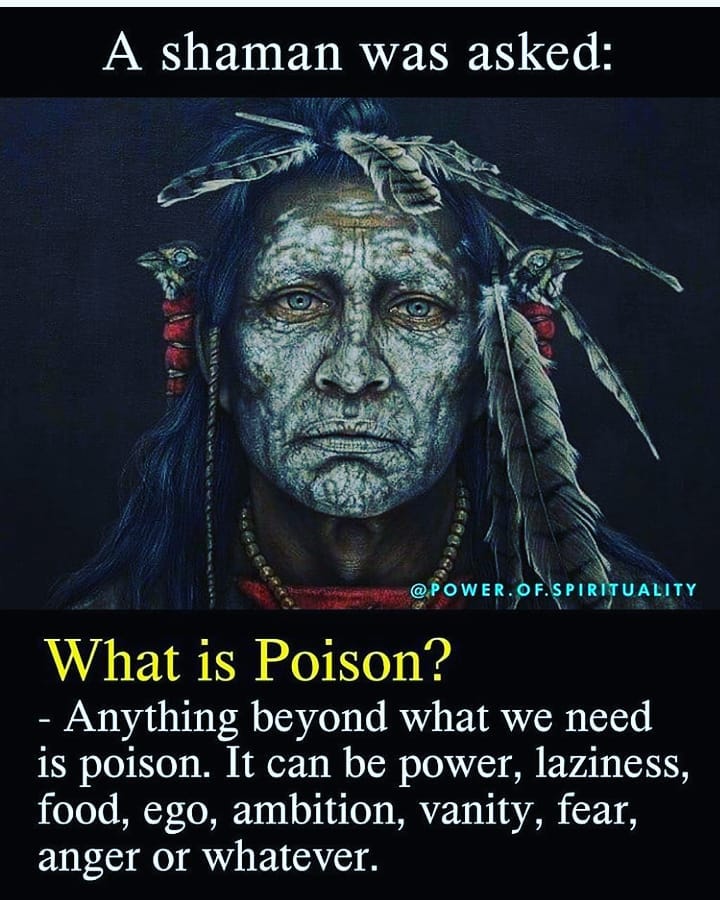 A shaman was asked:
@POWER.OF.SPIRITUALITY
What is Poison?
- Anything beyond what we need
is poison. It can be power, laziness,
food, ego, ambition, vanity, fear,
anger or whatever.